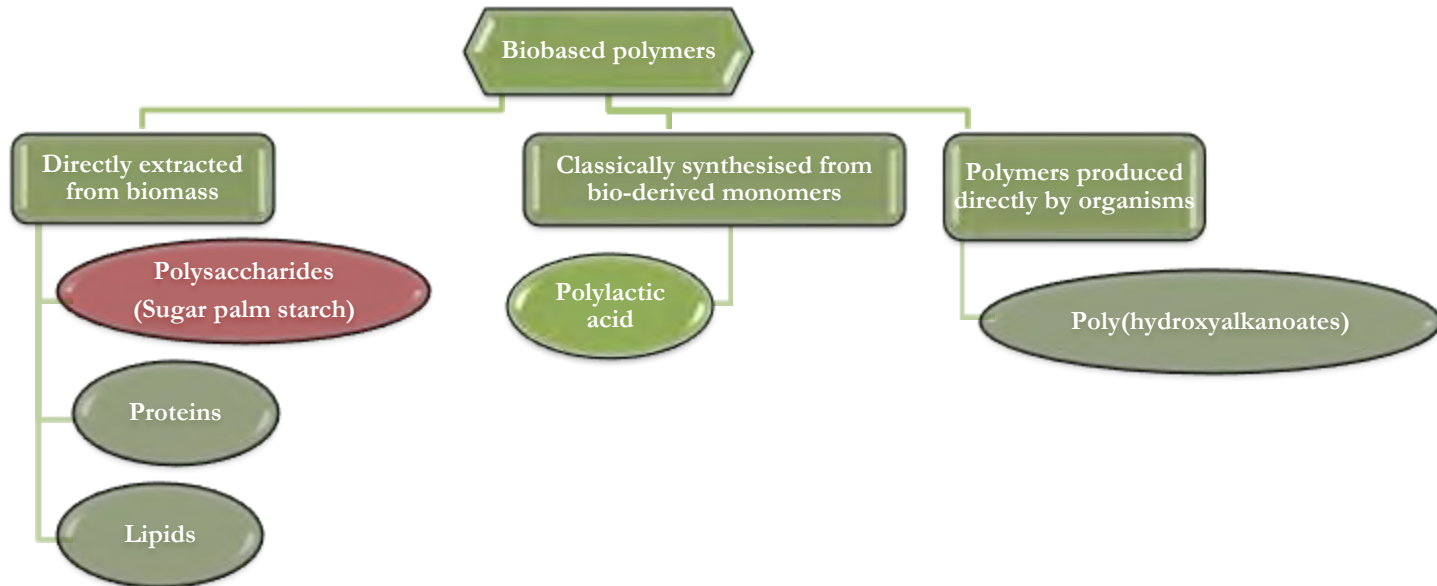 Biobased polymers
Directly extracted
from biomass
Classically synthesised from
bio-derived monomers
Polymers produced
directly by organisms
Polysaccharides
(Sugar palm starch)
Proteins
Lipids
Polylactic
acid
Poly(hydroxyalkanoates)